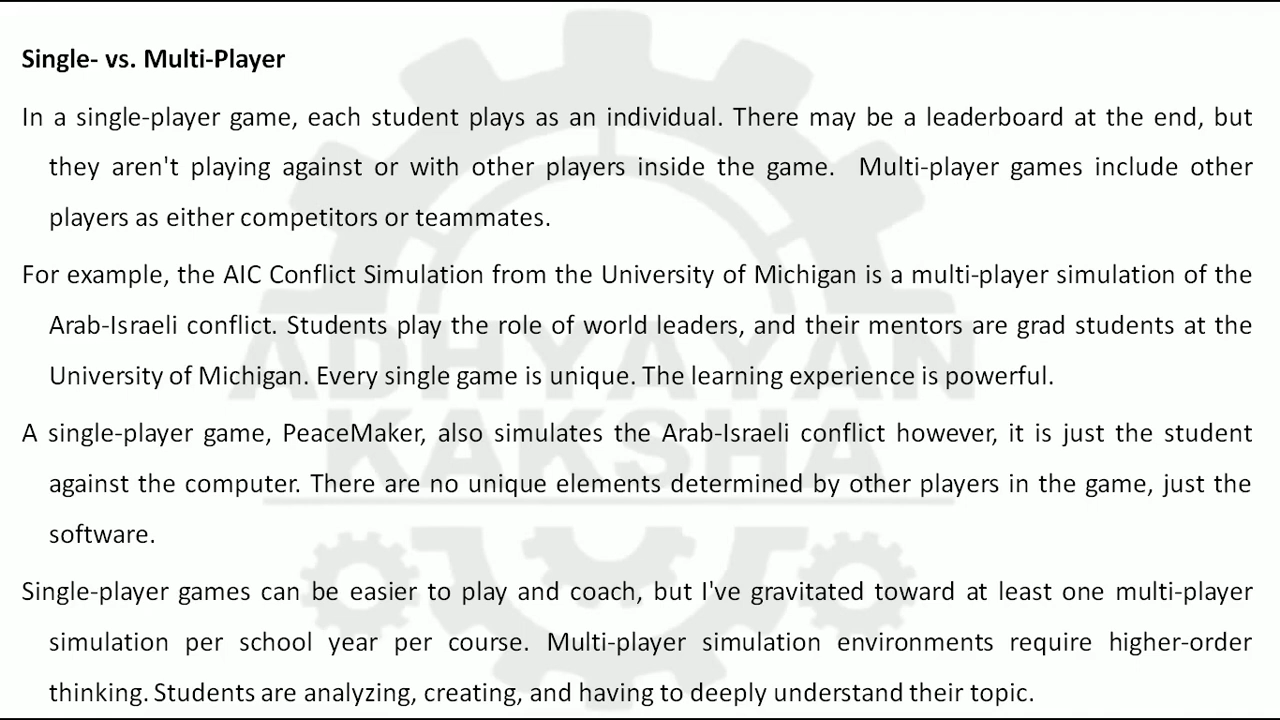 Single- vs. Multi-Player
In a single-player game, each student plays as an individual. There may be a leaderboard at the end, but
they aren't playing against or with other players inside the game. Multi-player games include other
players as either competitors or teammates.
For example, the AIC Conflict Simulation from the University of Michigan is a multi-player simulation of the
Arab-Israeli conflict. Students play the role of world leaders, and their mentors are grad students at the
University of Michigan. Every single game is unique. The learning experience is powerful.
A single-player game, PeaceMaker, also simulates the Arab-Israeli conflict however, it is just the student
against the computer. There are no unique elements determined by other players in the game, just the
software.
Single-player games can be easier to play and coach, but I've gravitated toward at least one multi-player
simulation per school year per course. Multi-player simulation environments require higher-order
thinking. Students are analyzing, creating, and having to deeply understand their topic.
ADHYAYAN
KAKSHA